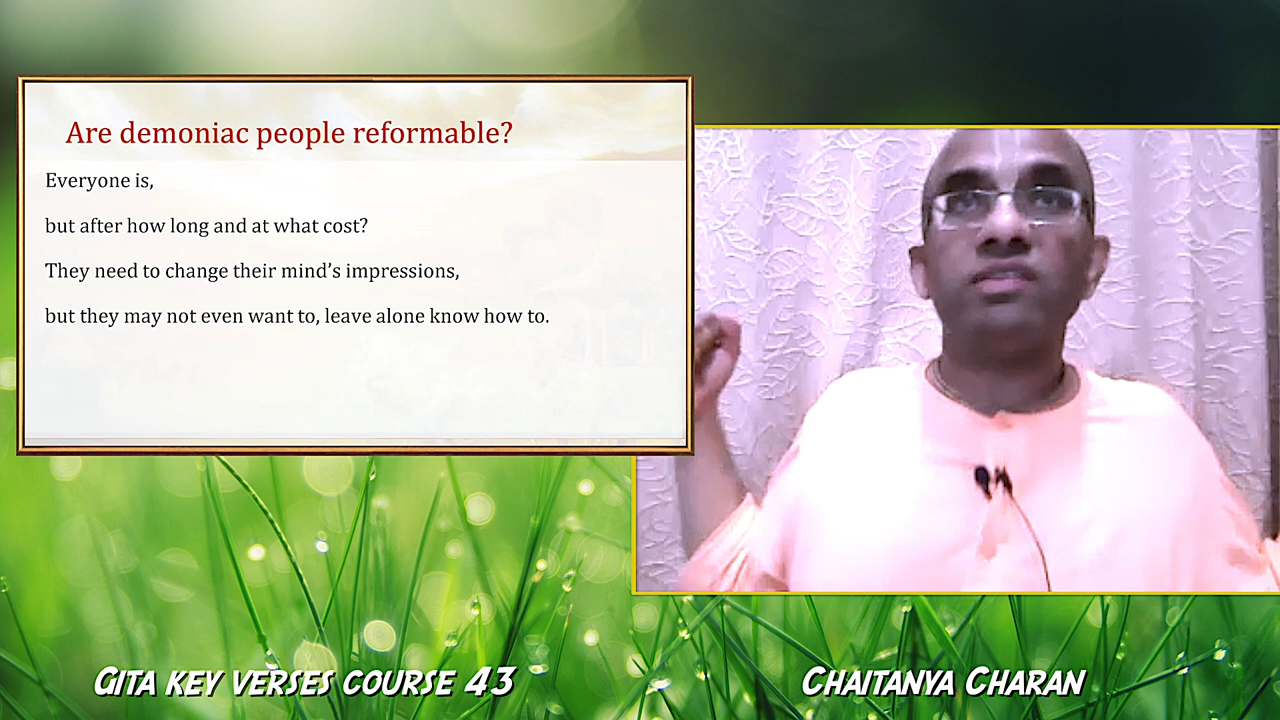 Are demoniac people reformable?
Everyone is,
but after how long and at what cost?
They need to change their mind’s impressions,
but they may not even want to, leave alone know how to.
Gita key verses course 43
Chaitanya Charan